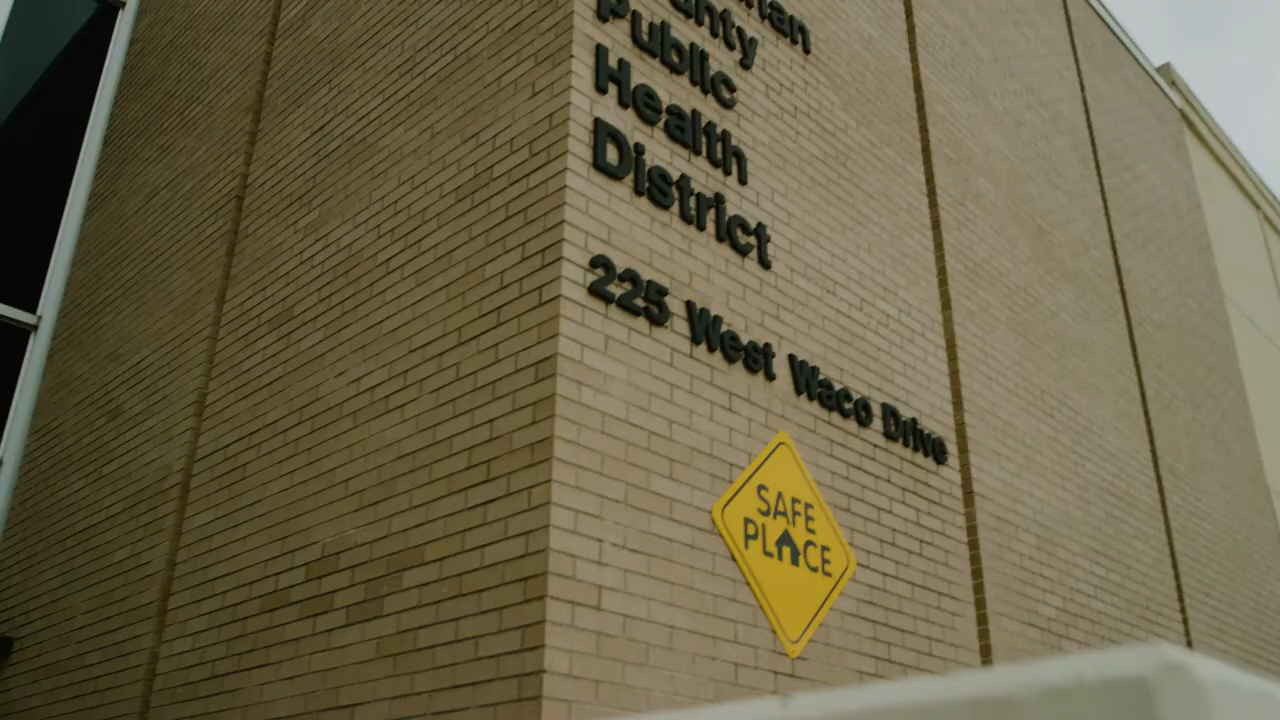 Public
Health
District
225 West Waco Drive
SAFE
PLACE